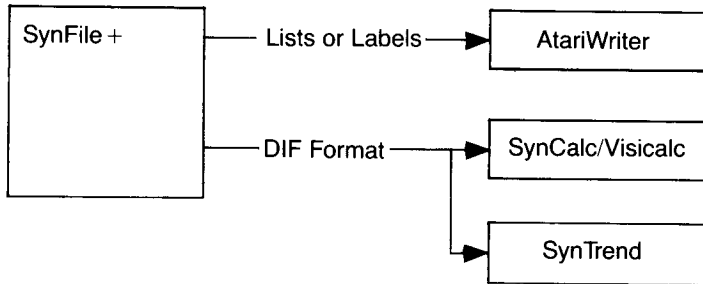 SynFile +
Lists or Labels
AtariWriter
DIF Format
SynCalc/Visicalc
SynTrend